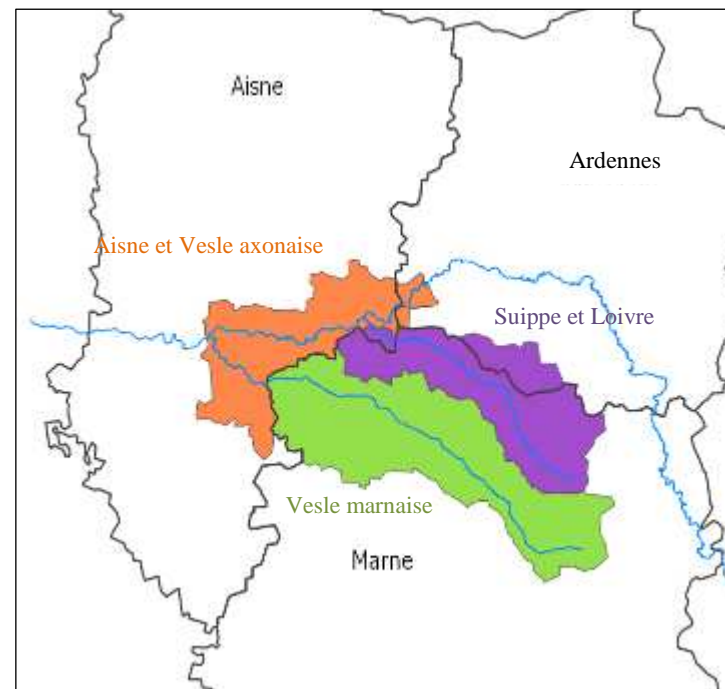 Aisne
Ardennes
Aisne et Vesle axonaise
Suippe et Loivre
Vesle marnaise
Marne